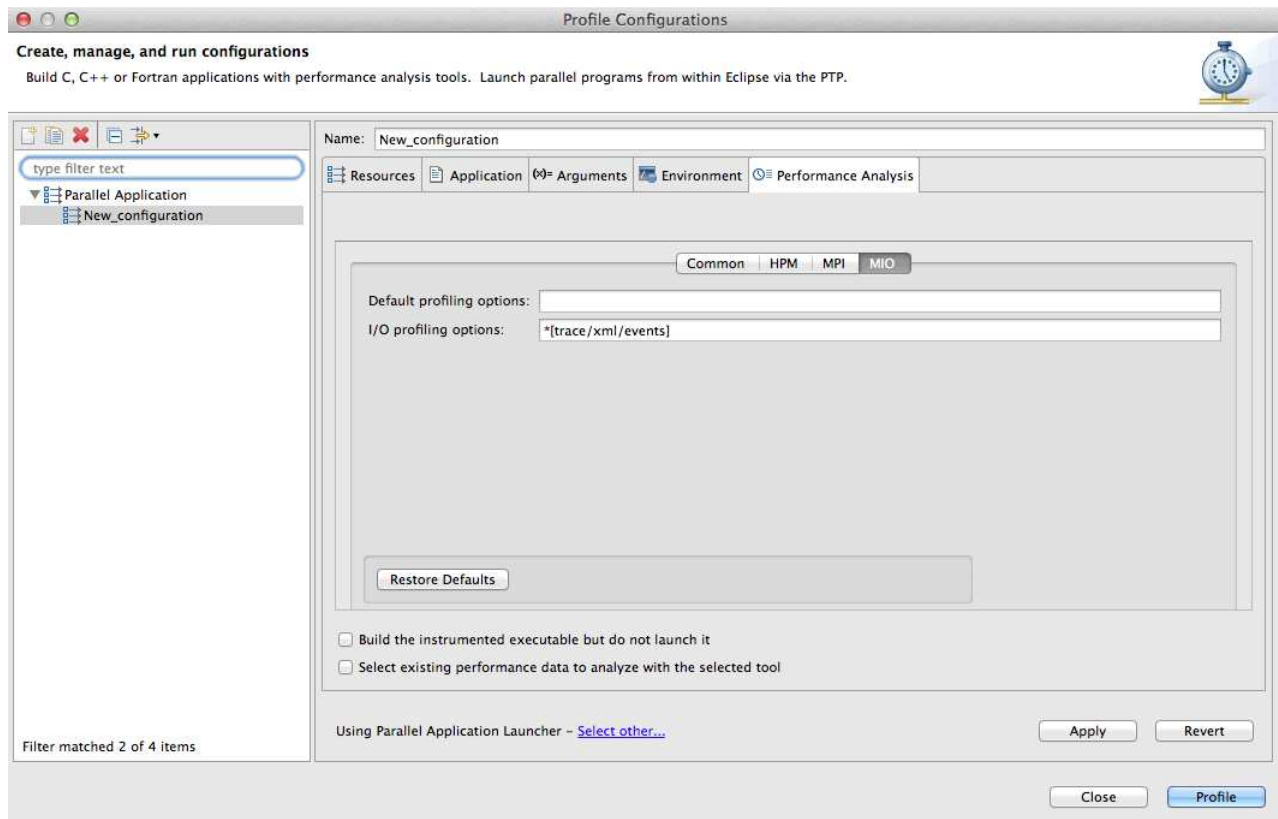 Profile Configurations
Create, manage, and run configurations
Build C, C++ or Fortran applications with performance analysis tools. Launch parallel programs from within Eclipse via the PTP.
type filter text
Parallel Application
New_configuration
Filter matched 2 of 4 items
Name: New_configuration
Resources Application (x)= Arguments Environment Performance Analysis
Common HPM MPI MIO
Default profiling options:
I/O profiling options: *[trace/xml/events]
Restore Defaults
Build the instrumented executable but do not launch it
Select existing performance data to analyze with the selected tool
Using Parallel Application Launcher – Select other...
Apply Revert
Close Profile